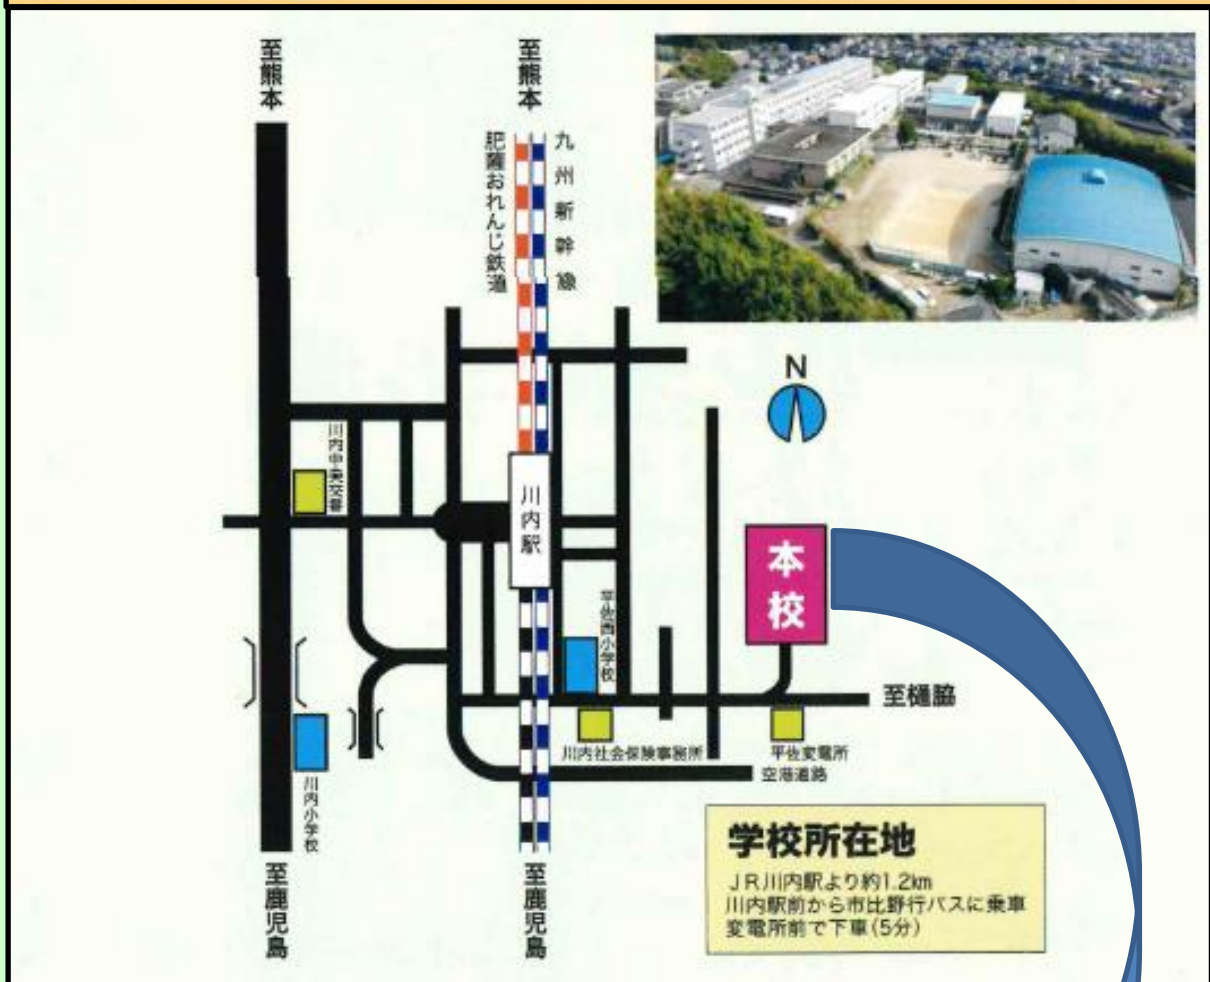 至熊本
至熊本
肥薩おれんじ鉄道
九州新幹線
N
川内中央交番
川内駅
本校
平佐西小学校
至樋脇
川内社会保険事務所
平佐変電所
空港道路
川内小学校
学校所在地
JR川内駅より約1.2km
川内駅前から市比野行バスに乗車
変電所前で下車(5分)
至鹿児島
至鹿児島